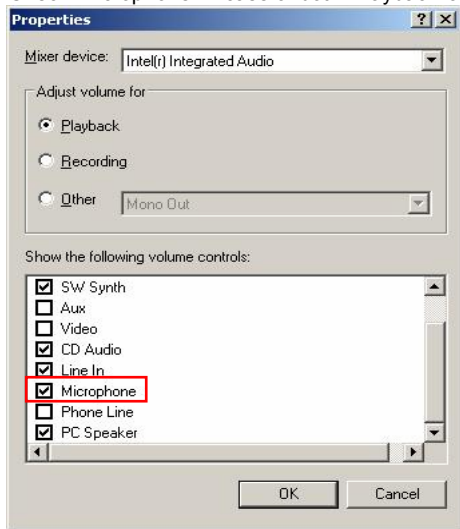 Properties
Mixer device: Intel(r) Integrated Audio
Adjust volume for
Playback
Recording
Other Mono Out
Show the following volume controls:
SW Synth
Aux
Video
CD Audio
Line In
Microphone
Phone Line
PC Speaker
OK Cancel